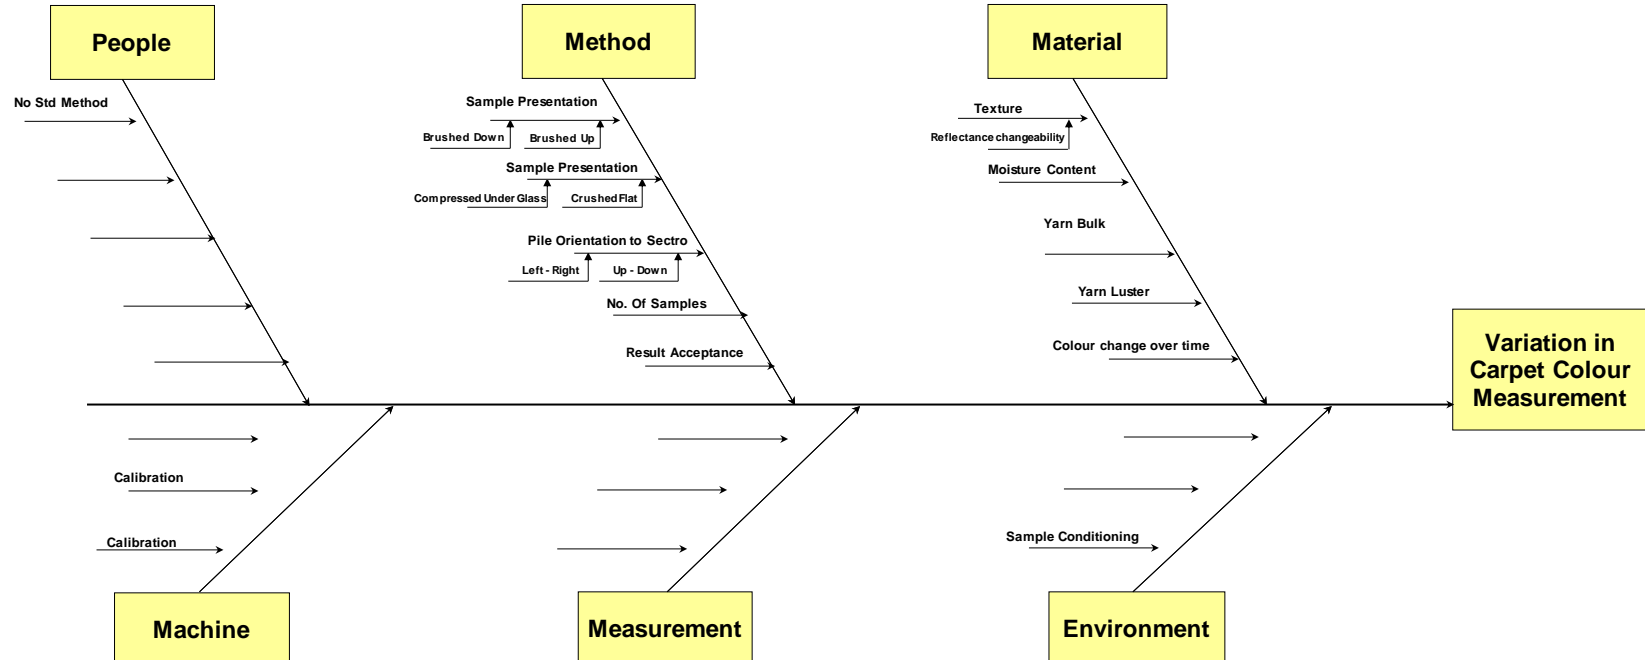 People
Method
Material
No Std Method
Sample Presentation
Brushed Down
Brushed Up
Sample Presentation
Compressed Under Glass
Crushed Flat
Pile Orientation to Sectro
Left - Right
Up - Down
No. Of Samples
Result Acceptance
Texture
Reflectance changeability
Moisture Content
Yarn Bulk
Yarn Luster
Colour change over time
Variation in
Carpet Colour
Measurement
Calibration
Calibration
Sample Conditioning
Machine
Measurement
Environment